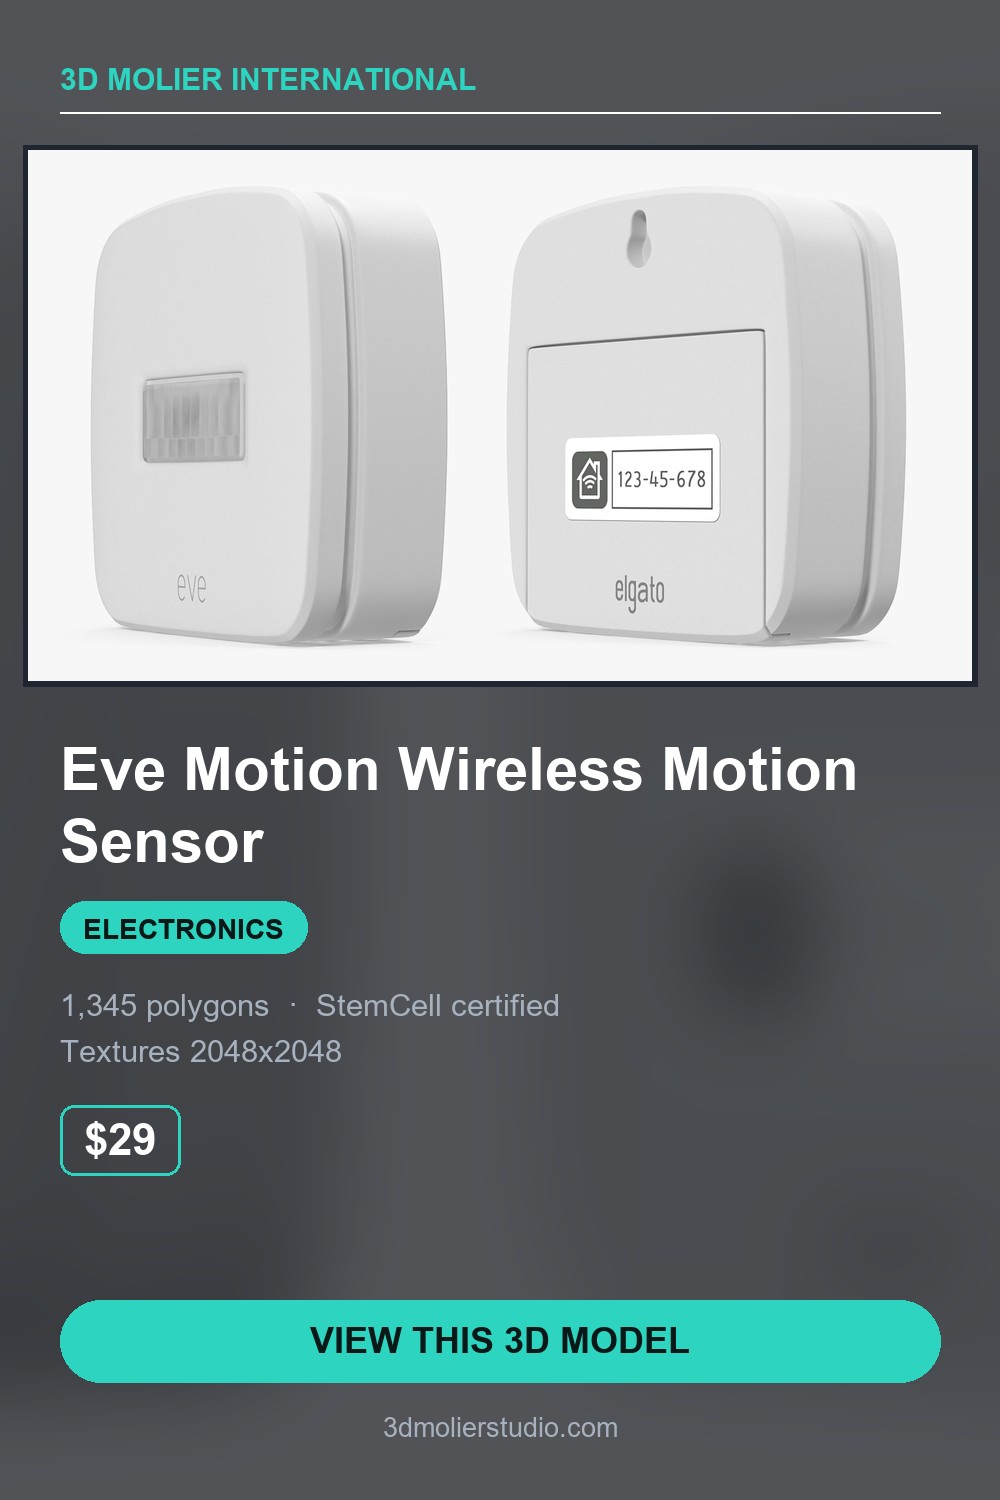 3D MOLIER INTERNATIONAL
eve
123-45-678
elgato
Eve Motion Wireless Motion
Sensor
ELECTRONICS
1,345 polygons · StemCell certified
Textures 2048x2048
$29
VIEW THIS 3D MODEL
3dmolierstudio.com